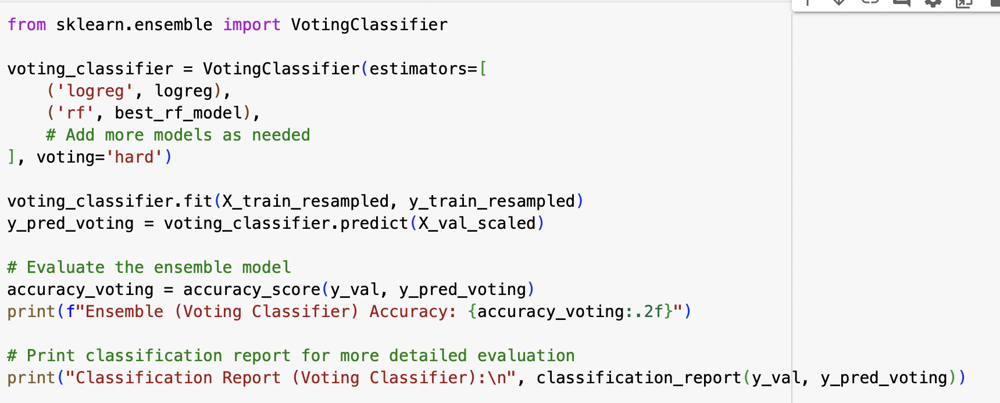 from sklearn.ensemble import VotingClassifier
voting_classifier = VotingClassifier(estimators=[
    ('logreg', logreg),
    ('rf', best_rf_model),
    # Add more models as needed
], voting='hard')
voting_classifier.fit(X_train_resampled, y_train_resampled)
y_pred_voting = voting_classifier.predict(X_val_scaled)
# Evaluate the ensemble model
accuracy_voting = accuracy_score(y_val, y_pred_voting)
print(f"Ensemble (Voting Classifier) Accuracy: {accuracy_voting:.2f}")
# Print classification report for more detailed evaluation
print("Classification Report (Voting Classifier):\n", classification_report(y_val, y_pred_voting))